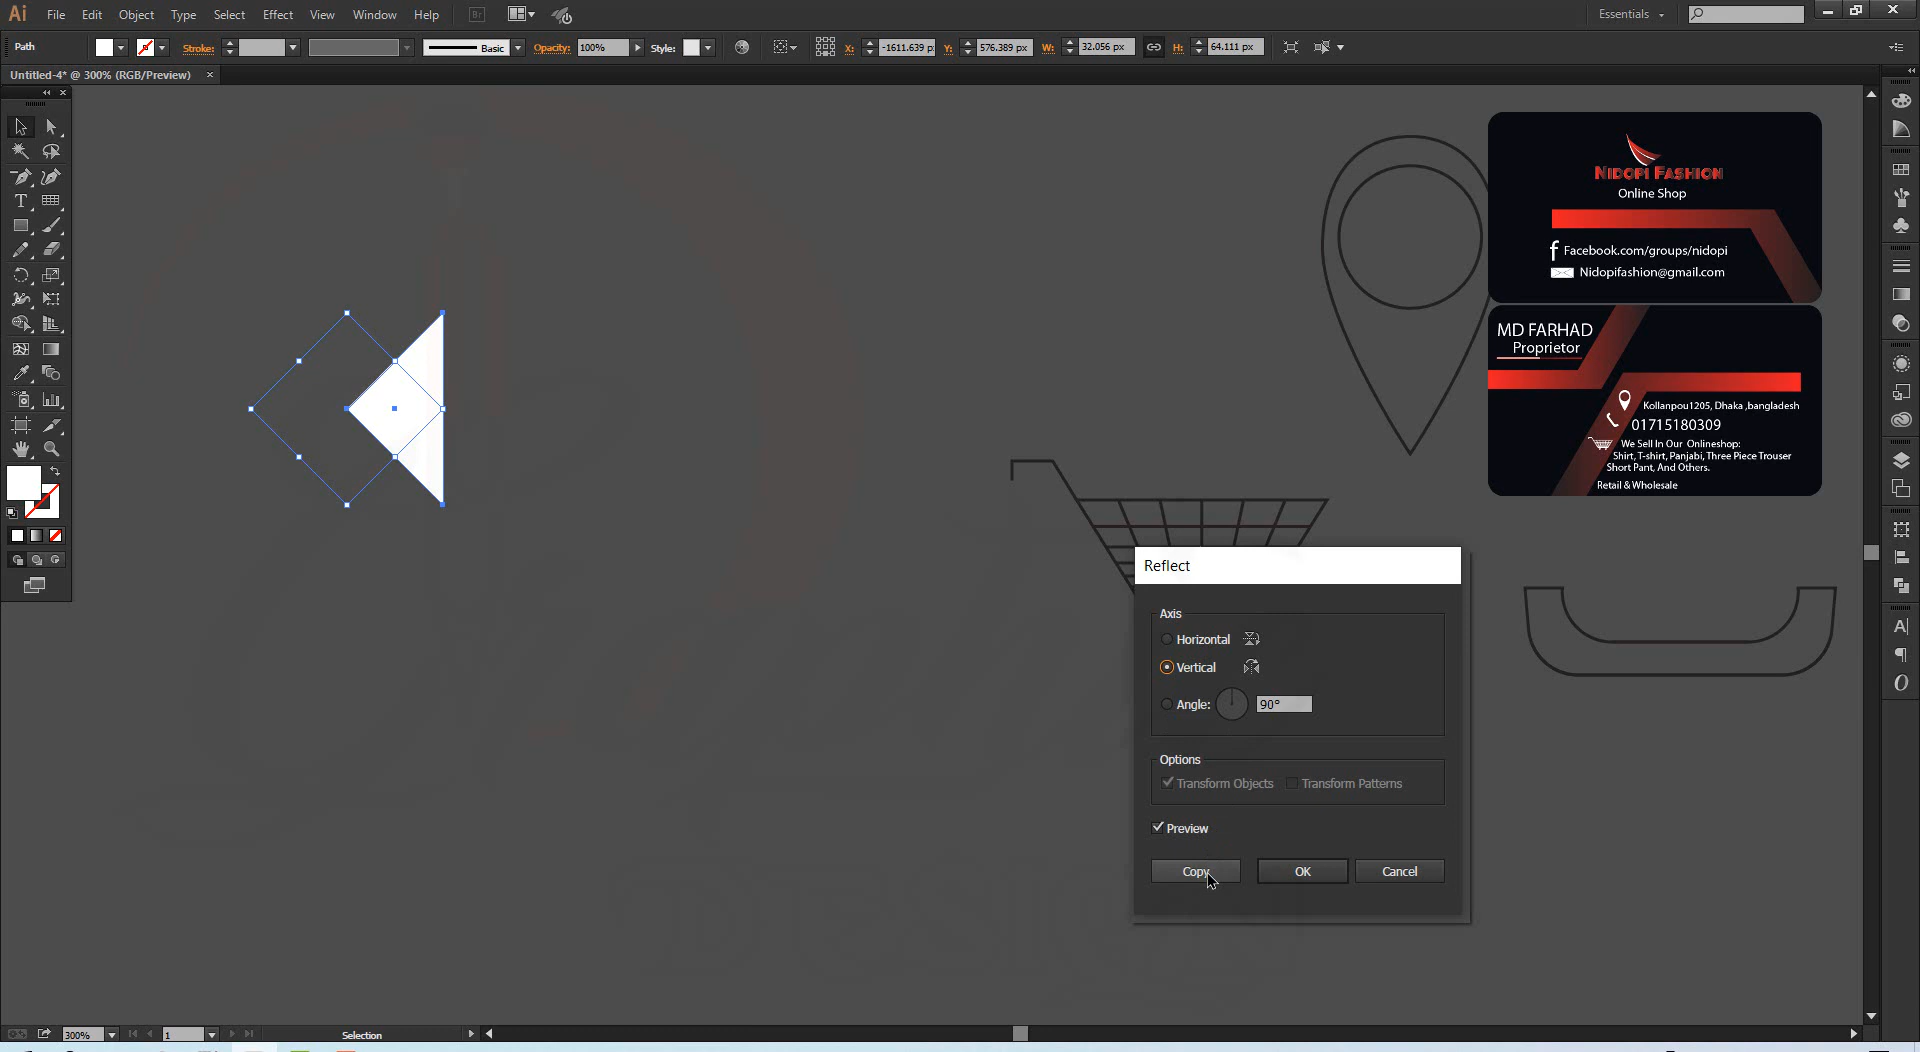 Ai File Edit Object Type Select Effect View Window Help Br Essentials
Path Stroke: Basic Opacity: 100% Style: X: -1611.639 p Y: 576.389 px W: 32.056 px H: 64.111 px
Untitled-4* @ 300% (RGB/Preview)
NIDOPI FASHION
Online Shop
Facebook.com/groups/nidopi
Nidopifashion@gmail.com
MD FARHAD
Proprietor
Kollanpou1205, Dhaka ,bangladesh
01715180309
We Sell In Our Onlineshop:
Shirt, T-shirt, Panjabi, Three Piece Trouser
Short Pant, And Others.
Retail & Wholesale
Reflect
Axis
Horizontal
Vertical
Angle: 90°
Options
Transform Objects Transform Patterns
Preview
Copy OK Cancel
300% 1 Selection